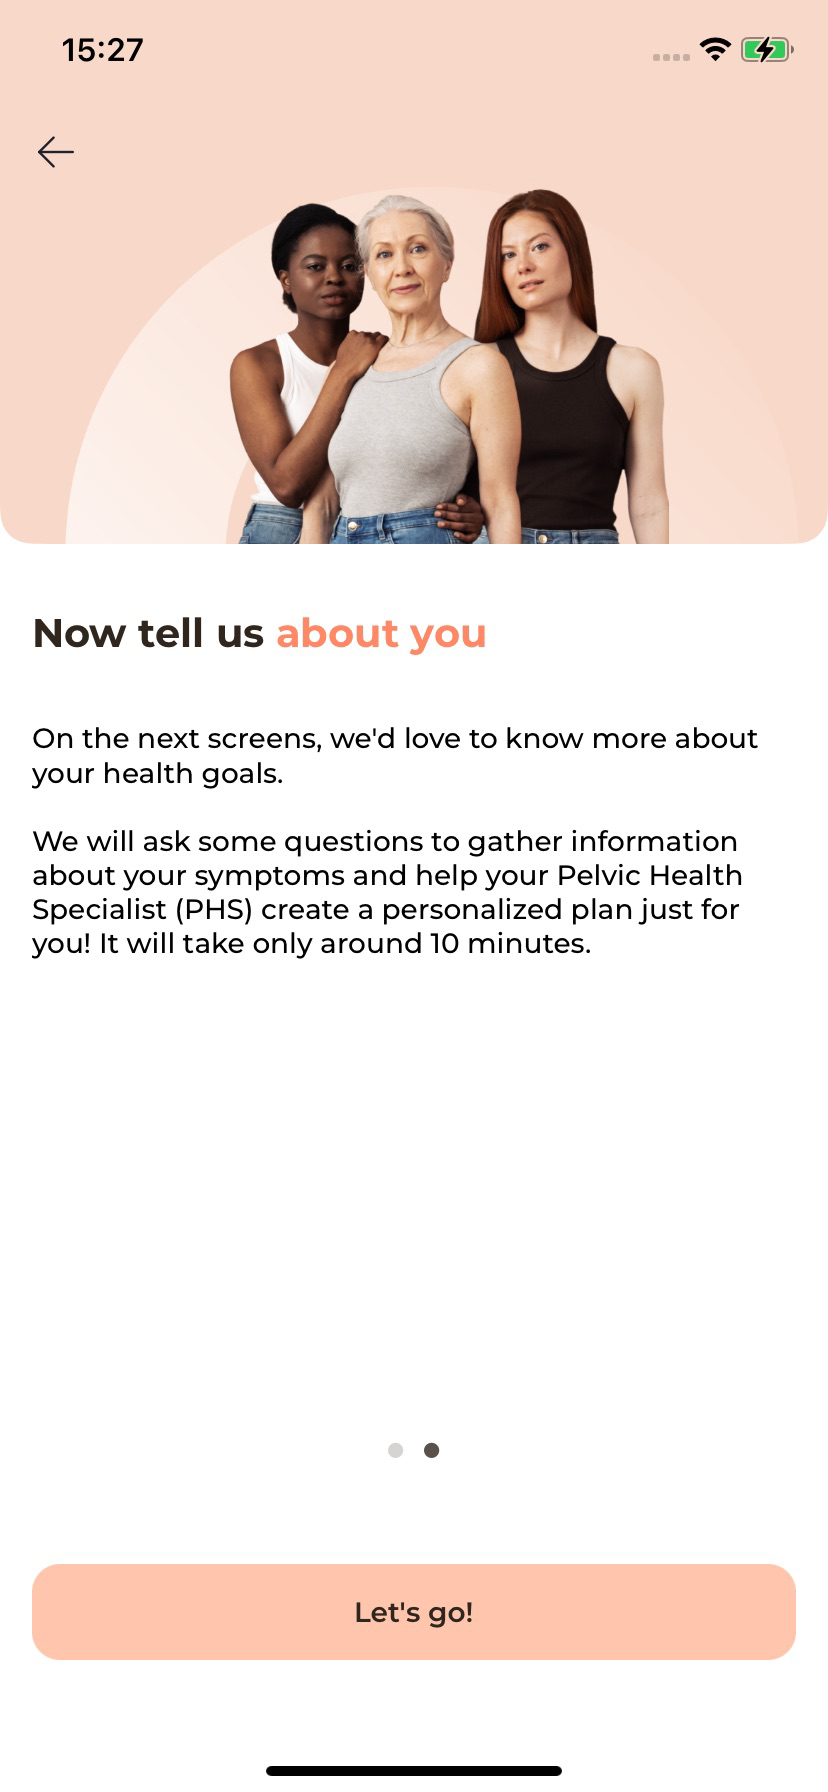 15:27
Now tell us about you
On the next screens, we'd love to know more about
your health goals.
We will ask some questions to gather information
about your symptoms and help your Pelvic Health
Specialist (PHS) create a personalized plan just for
you! It will take only around 10 minutes.
Let's go!